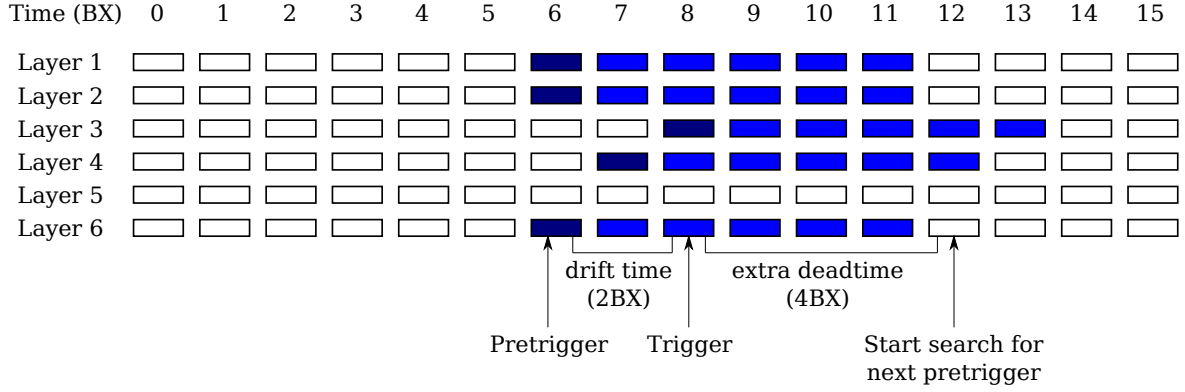 Time (BX) 0 1 2 3 4 5 6 7 8 9 10 11 12 13 14 15
Layer 1
Layer 2
Layer 3
Layer 4
Layer 5
Layer 6
drift time
(2BX)
extra deadtime
(4BX)
Pretrigger
Trigger
Start search for
next pretrigger